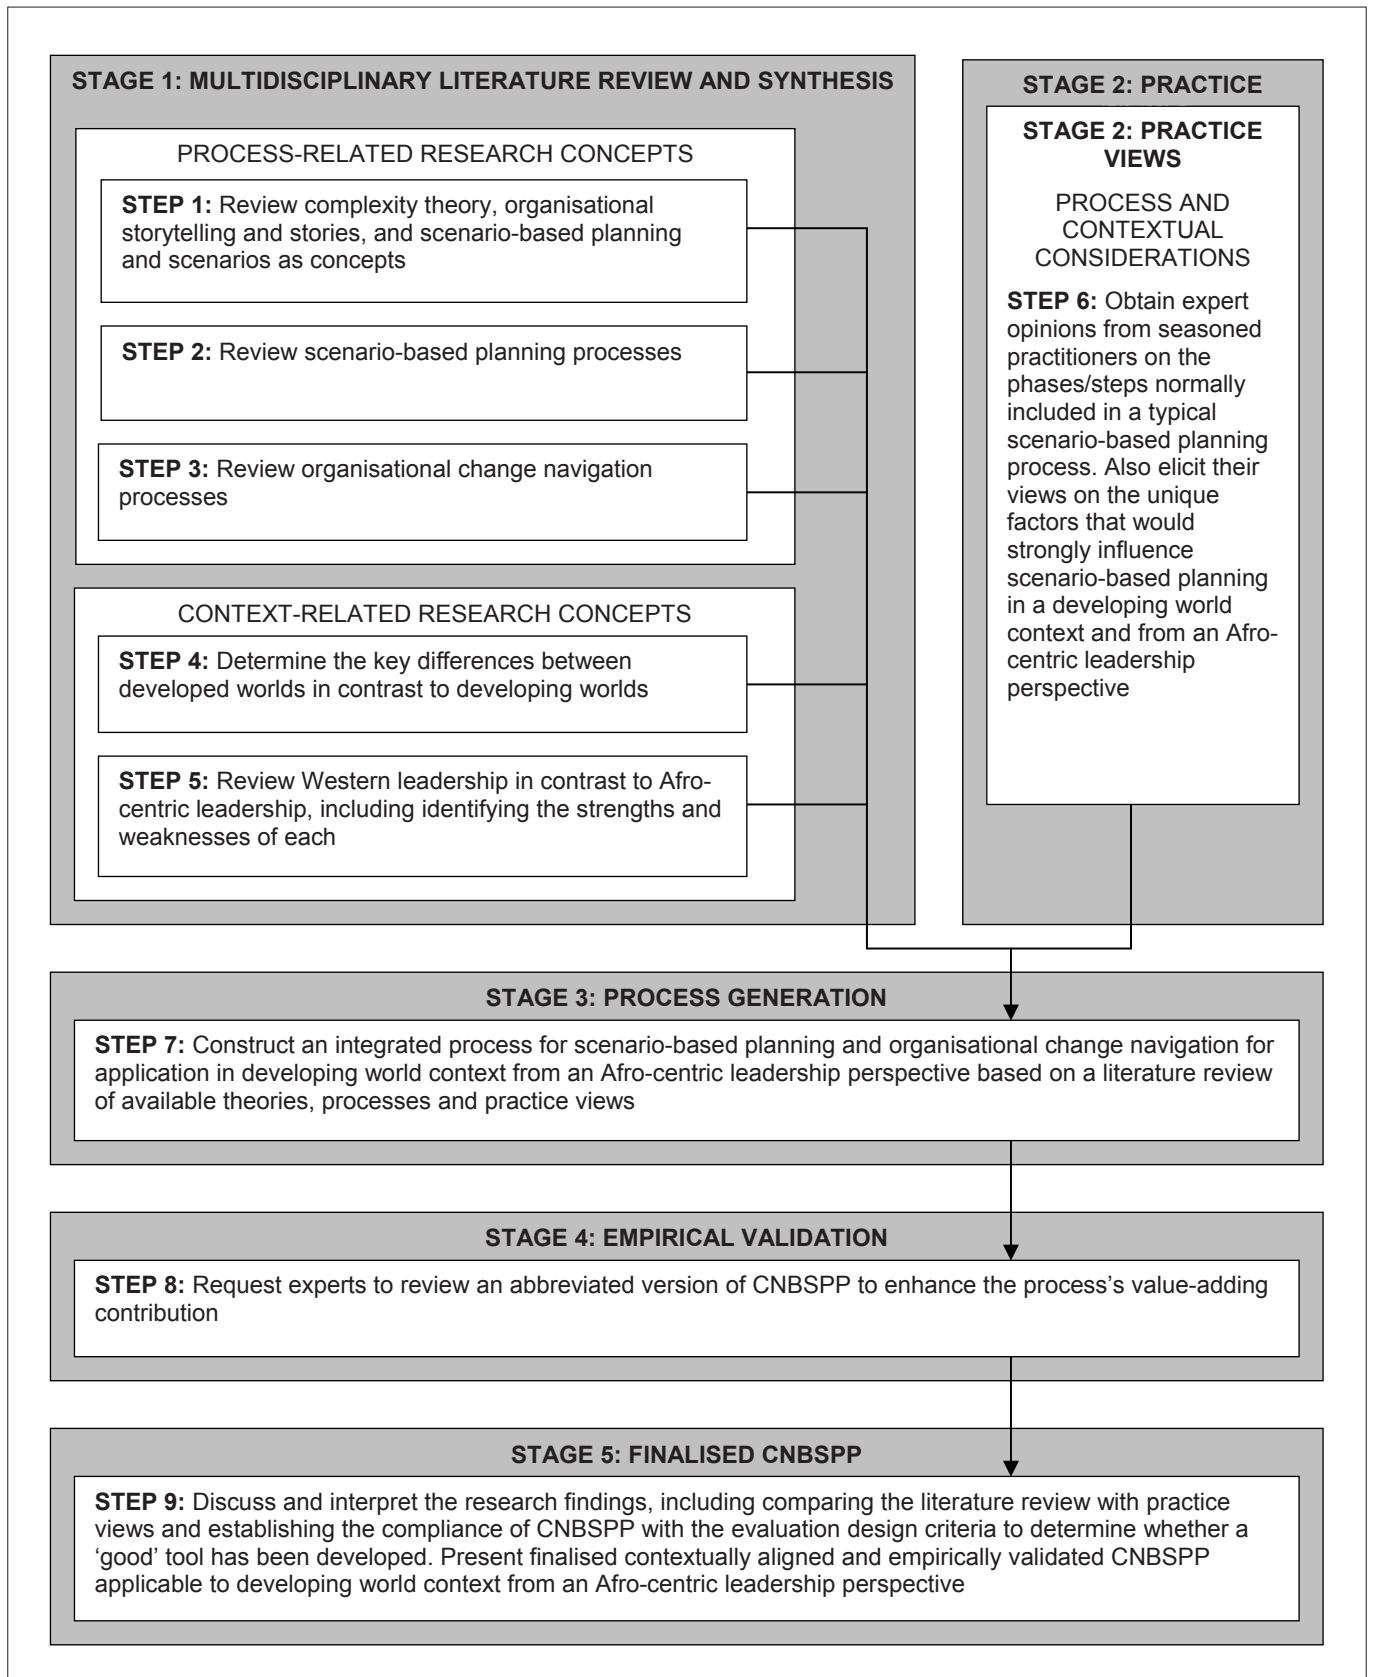 STAGE 1: MULTIDISCIPLINARY LITERATURE REVIEW AND SYNTHESIS
PROCESS-RELATED RESEARCH CONCEPTS
STEP 1: Review complexity theory, organisational
storytelling and stories, and scenario-based planning
and scenarios as concepts
STEP 2: Review scenario-based planning processes
STEP 3: Review organisational change navigation
processes
CONTEXT-RELATED RESEARCH CONCEPTS
STEP 4: Determine the key differences between
developed worlds in contrast to developing worlds
STEP 5: Review Western leadership in contrast to Afro-
centric leadership, including identifying the strengths and
weaknesses of each
STAGE 2: PRACTICE
STAGE 2: PRACTICE
VIEWS
PROCESS AND
CONTEXTUAL
CONSIDERATIONS
STEP 6: Obtain expert
opinions from seasoned
practitioners on the
phases/steps normally
included in a typical
scenario-based planning
process. Also elicit their
views on the unique
factors that would
strongly influence
scenario-based planning
in a developing world
context and from an Afro-
centric leadership
perspective
STAGE 3: PROCESS GENERATION
STEP 7: Construct an integrated process for scenario-based planning and organisational change navigation for
application in developing world context from an Afro-centric leadership perspective based on a literature review
of available theories, processes and practice views
STAGE 4: EMPIRICAL VALIDATION
STEP 8: Request experts to review an abbreviated version of CNBSPP to enhance the process's value-adding
contribution
STAGE 5: FINALISED CNBSPP
STEP 9: Discuss and interpret the research findings, including comparing the literature review with practice
views and establishing the compliance of CNBSPP with the evaluation design criteria to determine whether a
‘good’ tool has been developed. Present finalised contextually aligned and empirically validated CNBSPP
applicable to developing world context from an Afro-centric leadership perspective